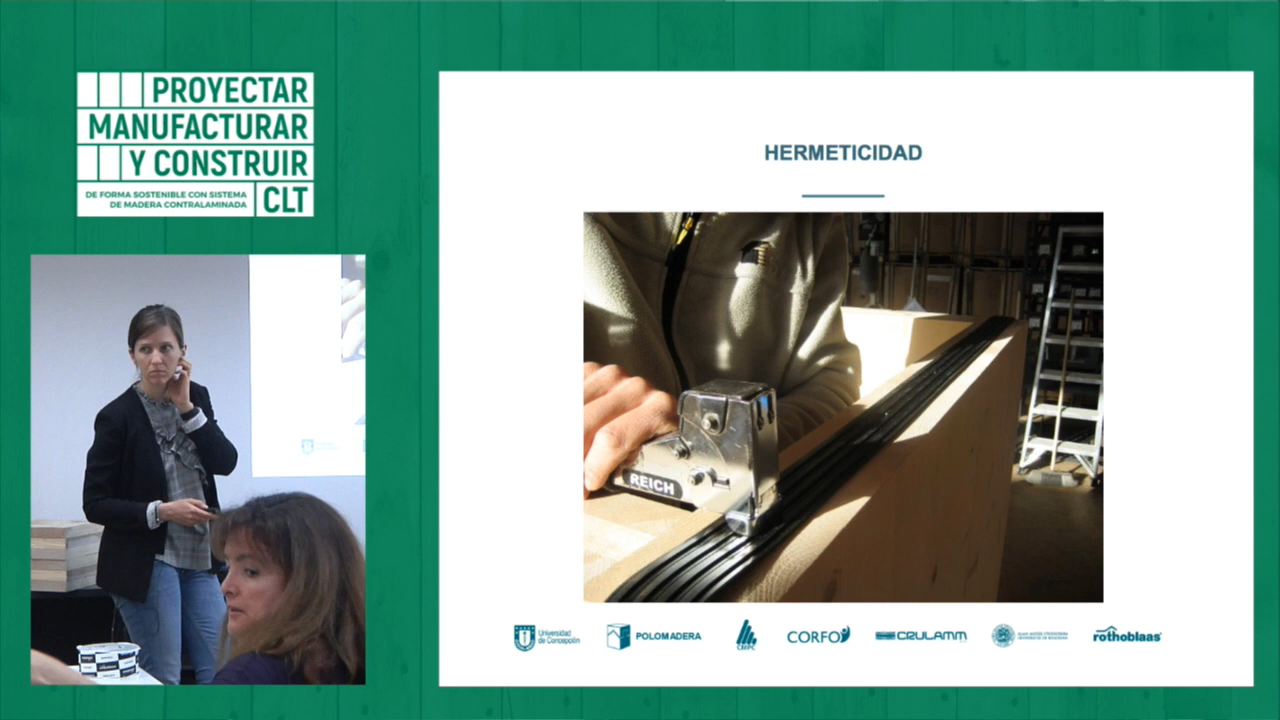 PROYECTAR
MANUFACTURAR
Y CONSTRUIR
DE FORMA SOSTENIBLE CON SISTEMA
DE MADERA CONTRALAMINADA
CLT
HERMETICIDAD
REICH
Universidad
de Concepción
POLOMADERA
CMPC
CORFO
CRULAMM
rothoblaas